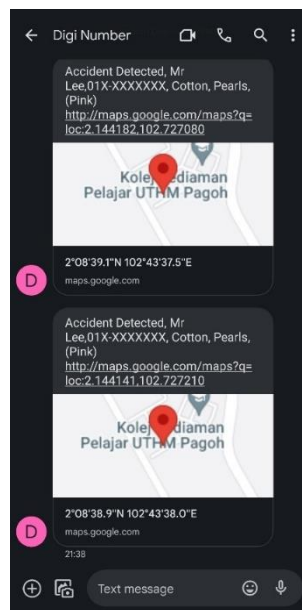 Digi Number
Accident Detected, Mr
Lee,01X-XXXXXXX, Cotton, Pearls,
(Pink)
http://maps.google.com/maps?q=
loc:2.144182,102.727080
Pelajar UTHM Pagoh
2°08'39.1"N 102°43'37.5"E
maps.google.com
D
Accident Detected, Mr
Lee,01X-XXXXXXX, Cotton, Pearls,
(Pink)
http://maps.google.com/maps?q=
loc:2.144141,102.727210
Pelajar UTHM Pagoh
2°08'38.9"N 102°43'38.0"E
maps.google.com
D
21:38
Text message